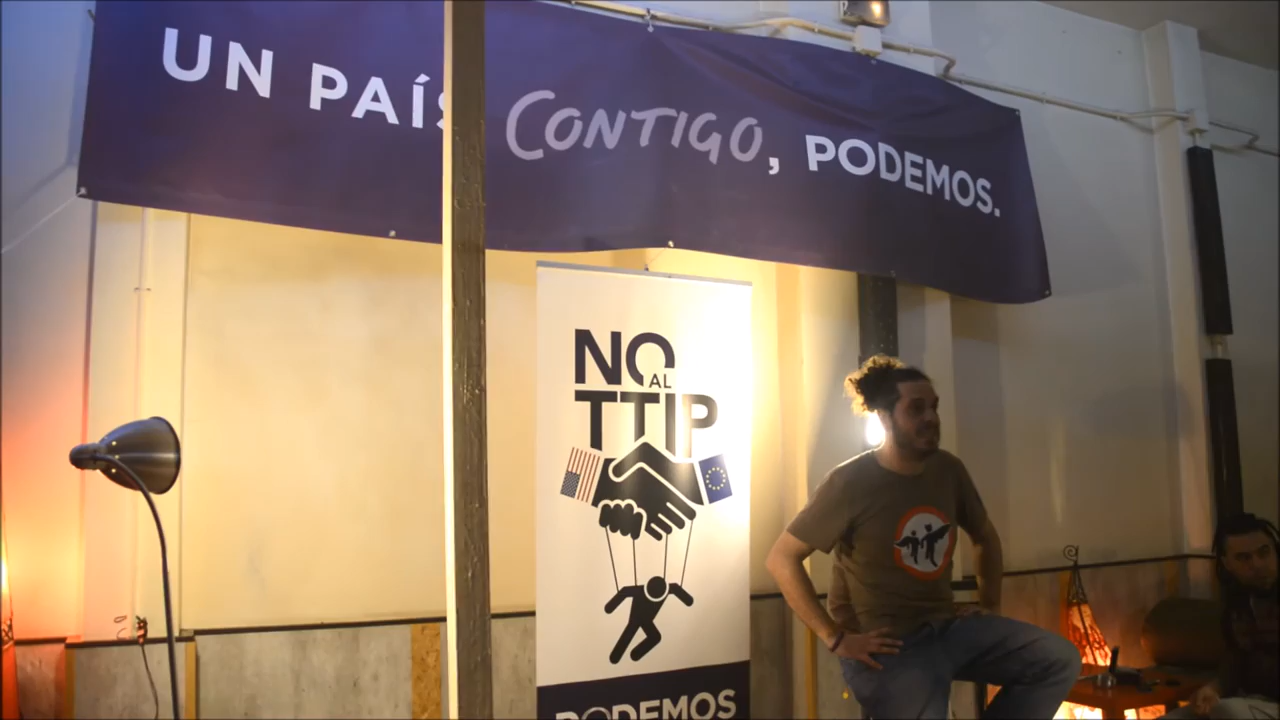 UN PAÍS CONTIGO, PODEMOS.
NO
AL
TTIP
PODEMOS